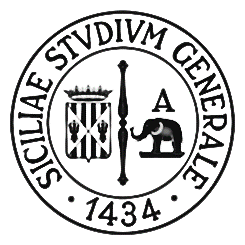 SICILIAE STVDIVM GENERALE
· 1434 ·
A